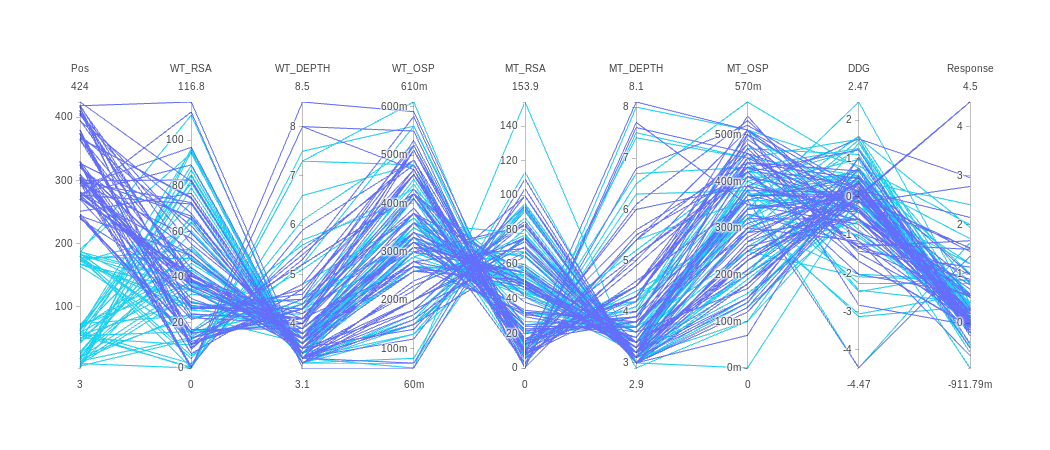 Pos WT_RSA WT_DEPTH WT_OSP MT_RSA MT_DEPTH MT_OSP DDG Response
424 116.8 8.5 610m 153.9 8.1 570m 2.47 4.5
400 300 200 100
100 80 60 40 20 0
8 7 6 5 4
600m 500m 400m 300m 200m 100m
140 120 100 80 60 40 20 0
8 7 6 5 4 3
500m 400m 300m 200m 100m 0m
2 1 0 -1 -2 -3 -4
4 3 2 1 0
3 0 3.1 60m 0 2.9 0 -4.47 -911.79m